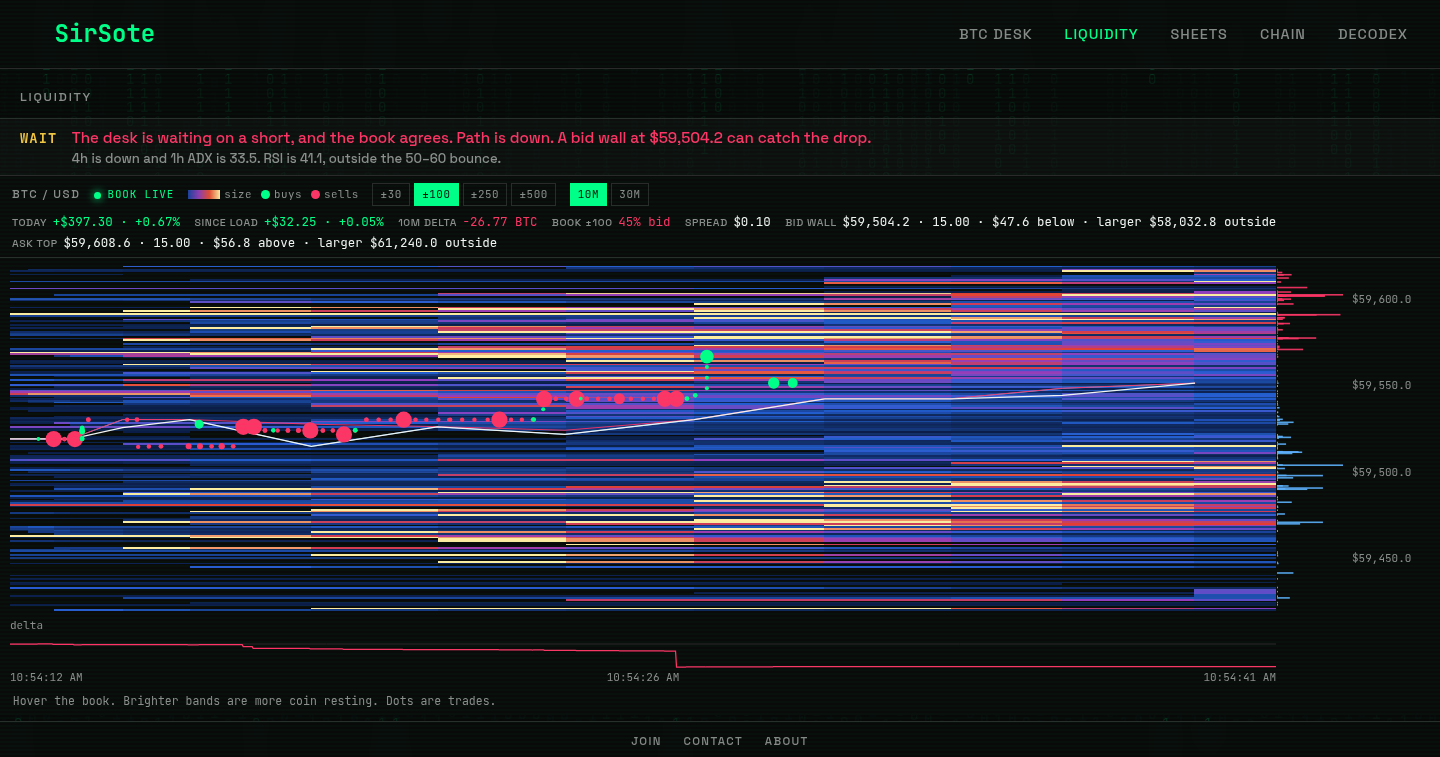 SirSote
BTC DESK LIQUIDITY SHEETS CHAIN DECODEX
LIQUIDITY
WAIT The desk is waiting on a short, and the book agrees. Path is down. A bid wall at $59,504.2 can catch the drop.
4h is down and 1h ADX is 33.5. RSI is 41.1, outside the 50–60 bounce.
BTC / USD BOOK LIVE size buys sells ±30 ±100 ±250 ±500 10M 30M
TODAY +$397.30 · +0.67% SINCE LOAD +$32.25 · +0.05% 10M DELTA -26.77 BTC BOOK ±100 45% bid SPREAD $0.10 BID WALL $59,504.2 · 15.00 · $47.6 below · larger $58,032.8 outside
ASK TOP $59,608.6 · 15.00 · $56.8 above · larger $61,240.0 outside
$59,600.0
$59,550.0
$59,500.0
$59,450.0
delta
10:54:12 AM 10:54:26 AM 10:54:41 AM
Hover the book. Brighter bands are more coin resting. Dots are trades.
JOIN CONTACT ABOUT